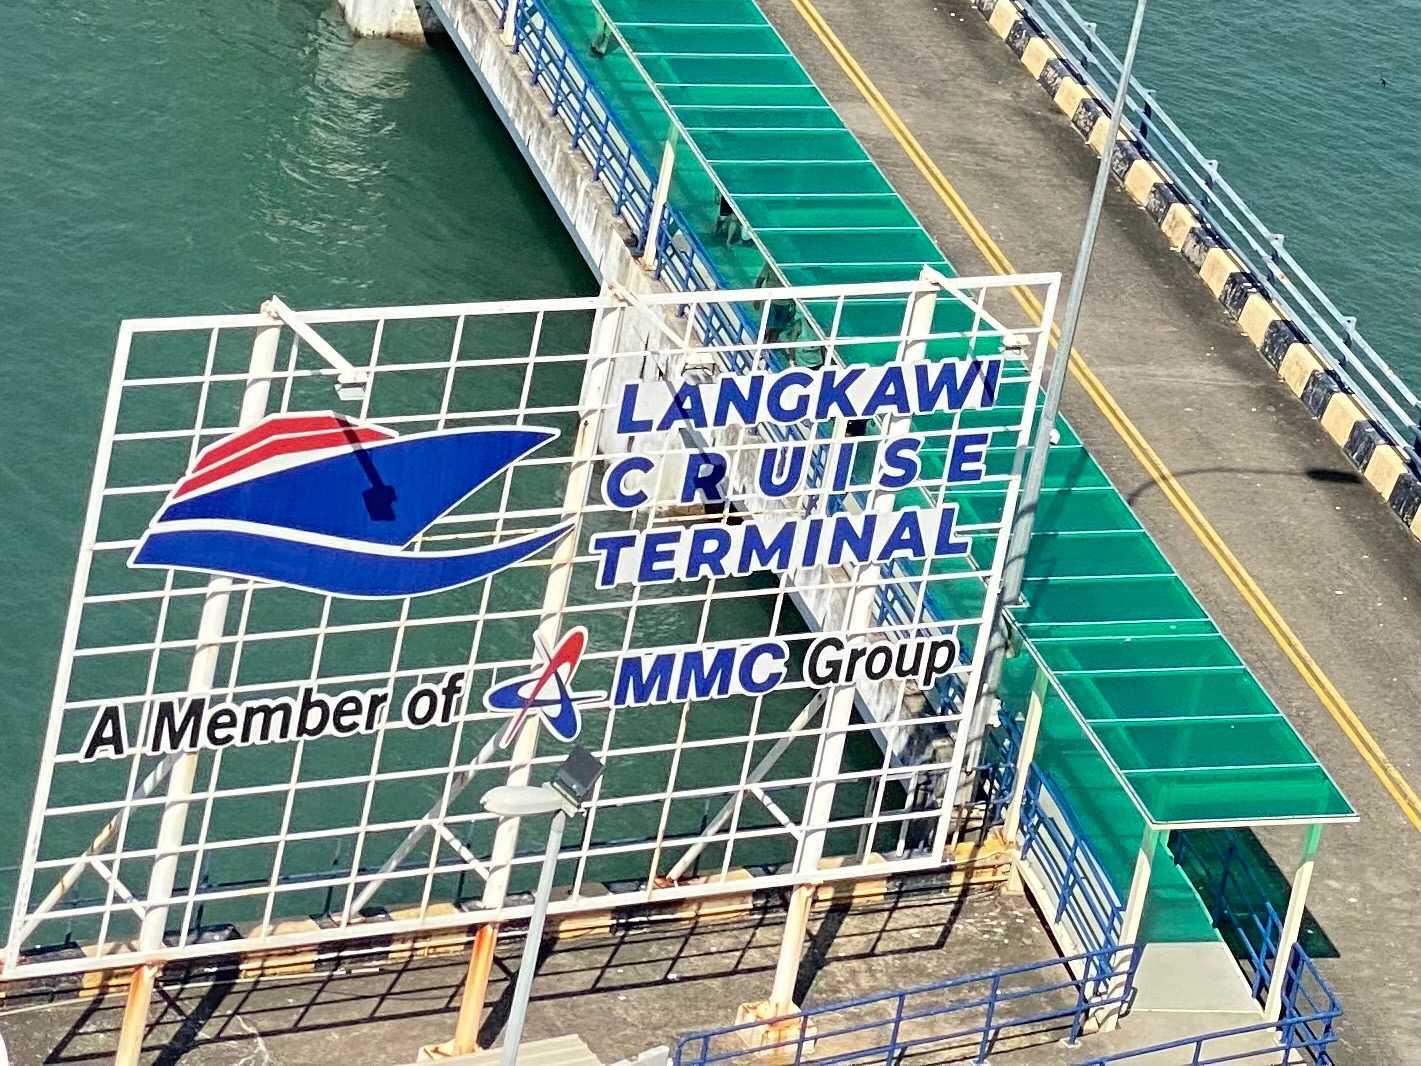 LANGKAWI
CRUISE
TERMINAL
A Member of MMC Group